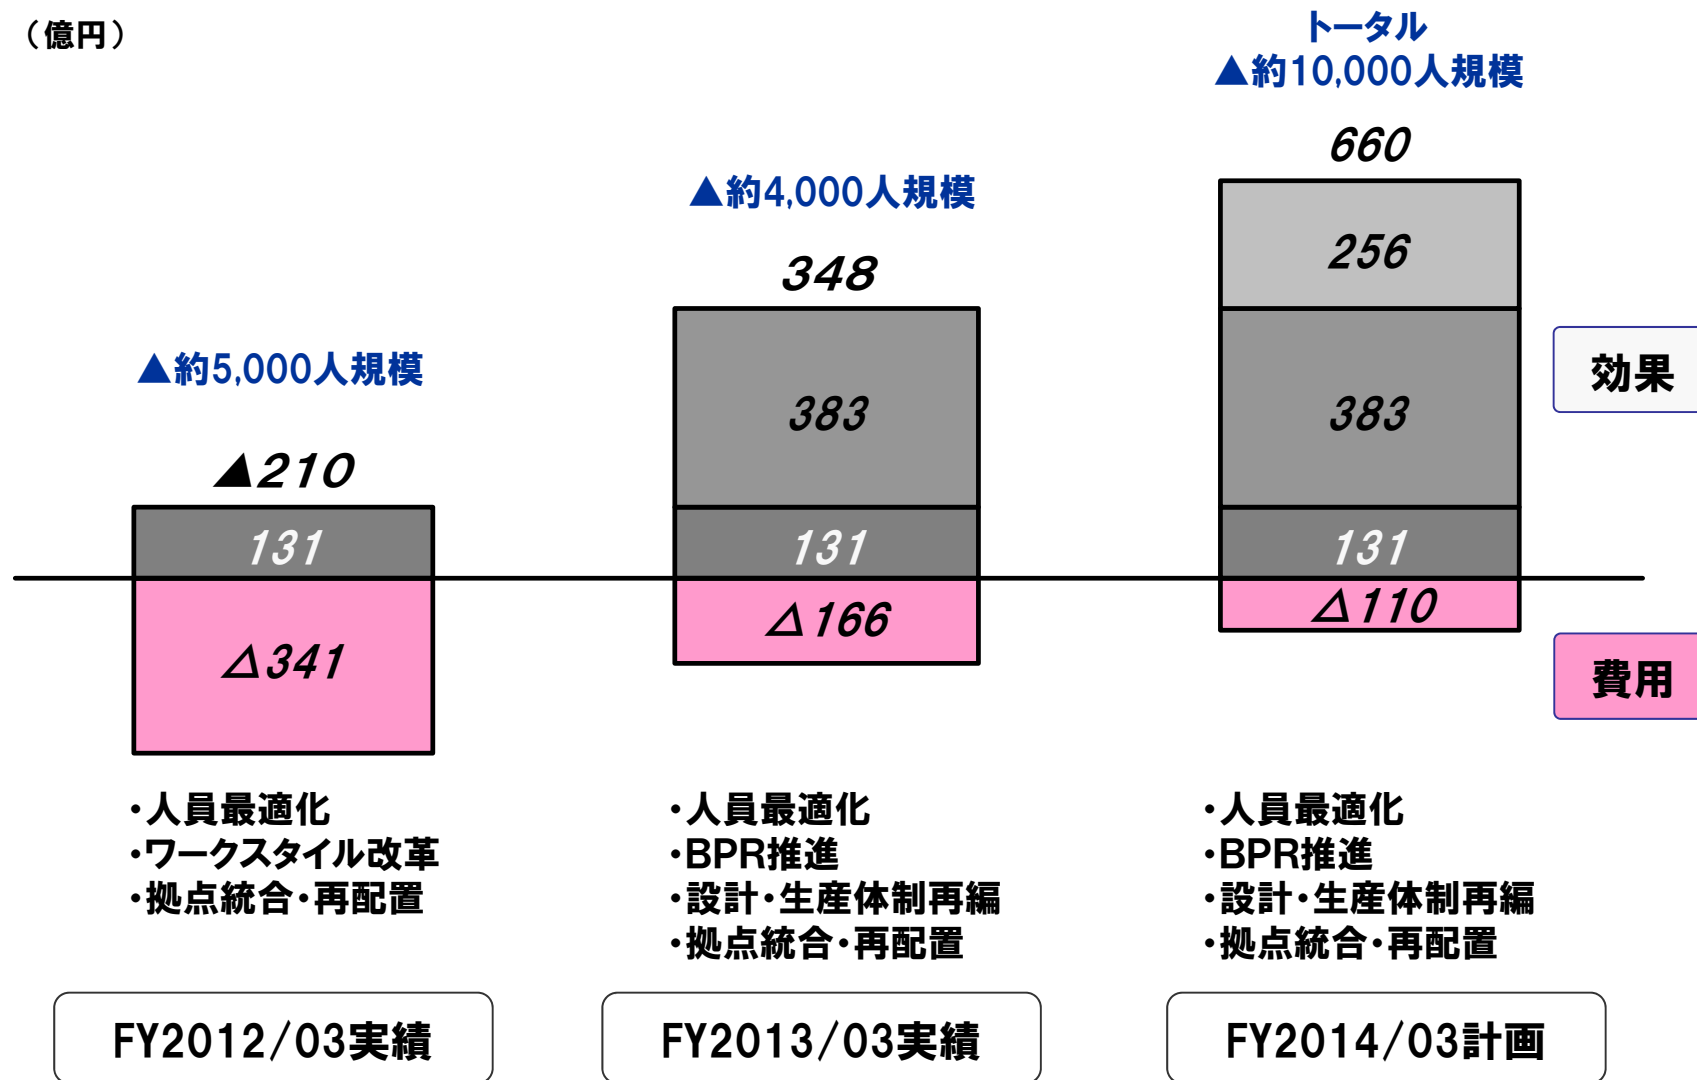 （億円）
トータル
▲約10,000人規模
660
256
383
131
△110
▲約4,000人規模
348
383
131
△166
▲約5,000人規模
▲210
131
△341
効果
費用
・人員最適化
・ワークスタイル改革
・拠点統合・再配置
・人員最適化
・BPR推進
・設計・生産体制再編
・拠点統合・再配置
・人員最適化
・BPR推進
・設計・生産体制再編
・拠点統合・再配置
FY2012/03実績
FY2013/03実績
FY2014/03計画